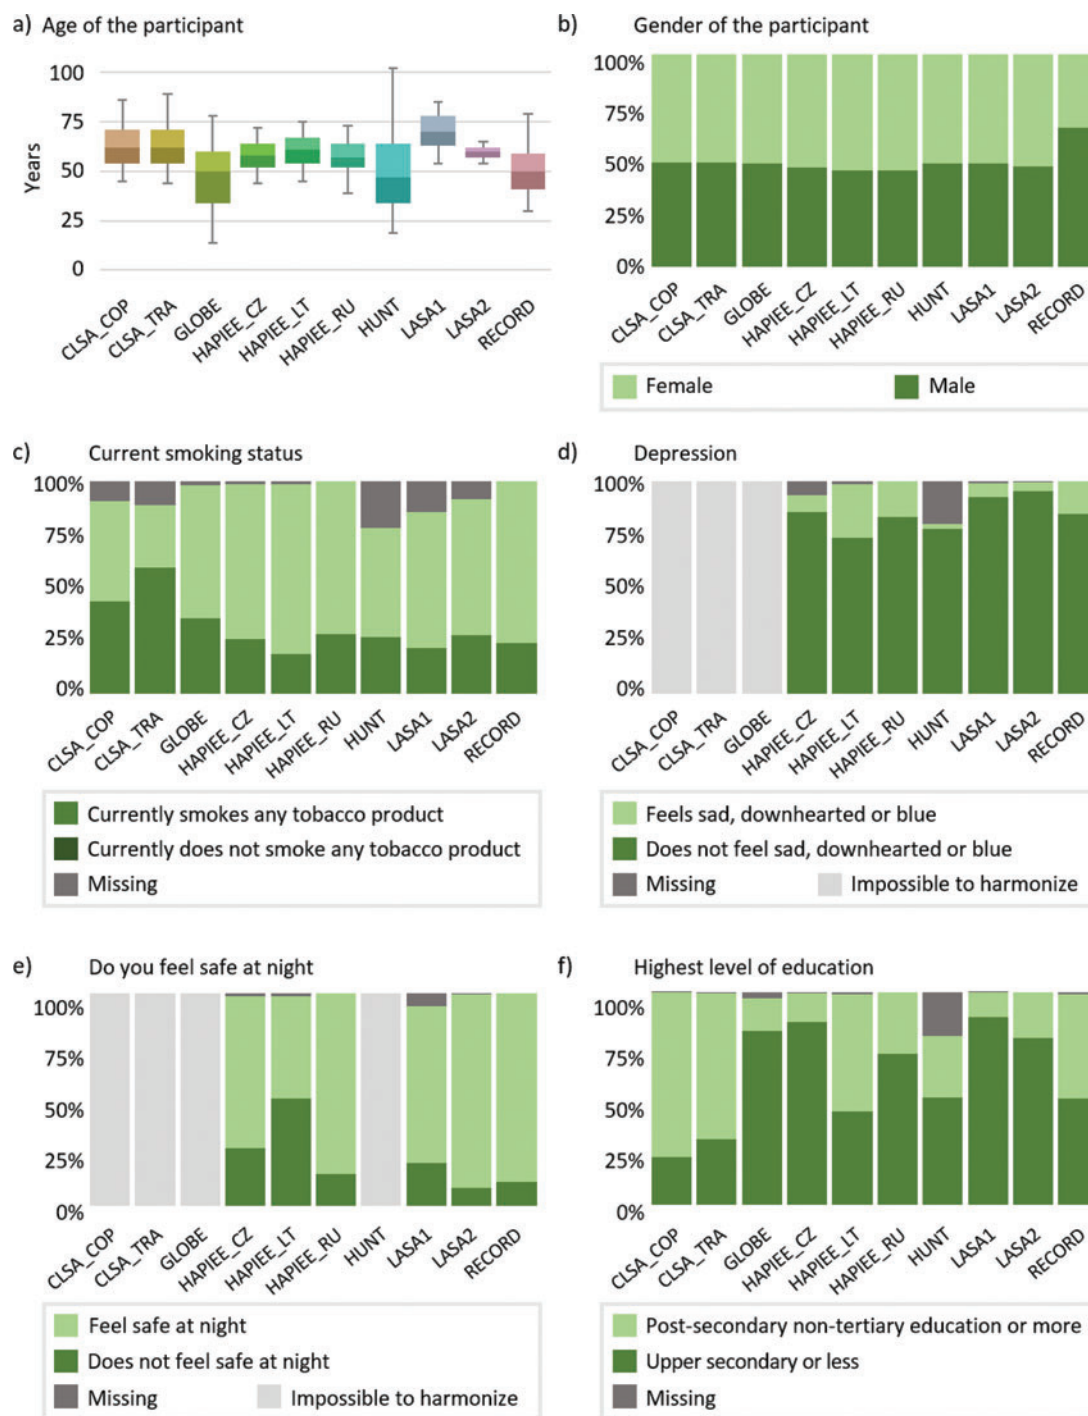 a) Age of the participant
100
75
50
25
0
Years
CLSA_COP
CLSA_TRA
GLOBE
HAPIEE_CZ
HAPIEE_LT
HAPIEE_RU
HUNT
LASA1
LASA2
RECORD
b) Gender of the participant
100%
75%
50%
25%
0%
CLSA_COP
CLSA_TRA
GLOBE
HAPIEE_CZ
HAPIEE_LT
HAPIEE_RU
HUNT
LASA1
LASA2
RECORD
Female Male
c) Current smoking status
100%
75%
50%
25%
0%
CLSA_COP
CLSA_TRA
GLOBE
HAPIEE_CZ
HAPIEE_LT
HAPIEE_RU
HUNT
LASA1
LASA2
RECORD
Currently smokes any tobacco product
Currently does not smoke any tobacco product
Missing
d) Depression
100%
75%
50%
25%
0%
CLSA_COP
CLSA_TRA
GLOBE
HAPIEE_CZ
HAPIEE_LT
HAPIEE_RU
HUNT
LASA1
LASA2
RECORD
Feels sad, downhearted or blue
Does not feel sad, downhearted or blue
Missing Impossible to harmonize
e) Do you feel safe at night
100%
75%
50%
25%
0%
CLSA_COP
CLSA_TRA
GLOBE
HAPIEE_CZ
HAPIEE_LT
HAPIEE_RU
HUNT
LASA1
LASA2
RECORD
Feel safe at night
Does not feel safe at night
Missing Impossible to harmonize
f) Highest level of education
100%
75%
50%
25%
0%
CLSA_COP
CLSA_TRA
GLOBE
HAPIEE_CZ
HAPIEE_LT
HAPIEE_RU
HUNT
LASA1
LASA2
RECORD
Post-secondary non-tertiary education or more
Upper secondary or less
Missing